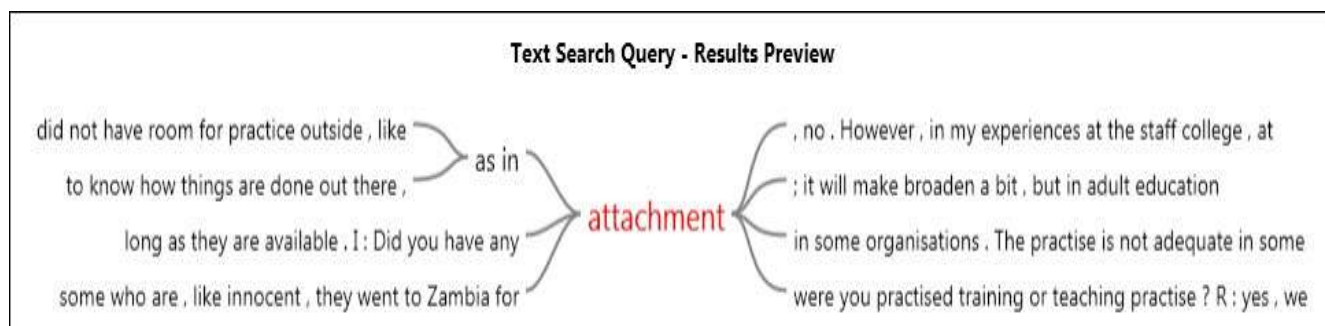 Text Search Query - Results Preview
did not have room for practice outside , like
to know how things are done out there ,
as in
long as they are available . I : Did you have any
some who are , like innocent , they went to Zambia for
attachment
, no . However , in my experiences at the staff college , at
; it will make broaden a bit , but in adult education
in some organisations . The practise is not adequate in some
were you practised training or teaching practise ? R : yes , we